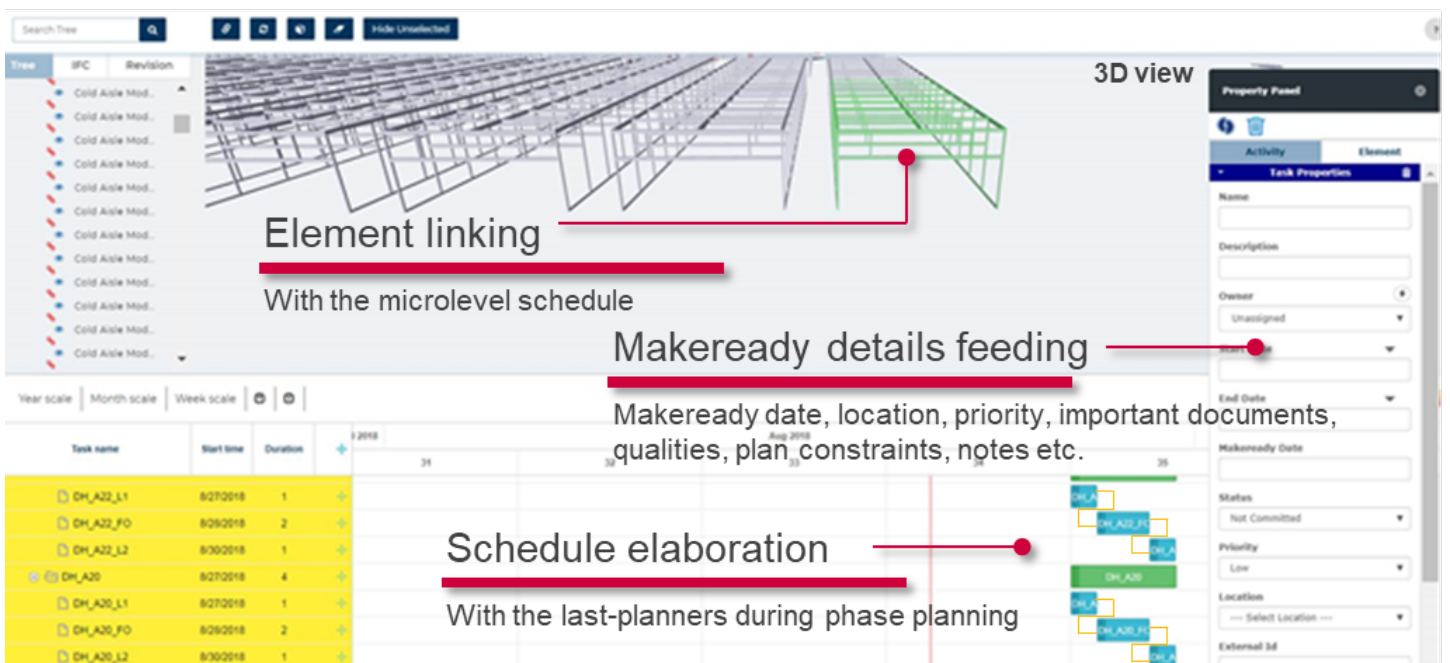 Search Tree
Hide Unselected
?
Tree IFC Revision
3D view
Property Panel
Cold Aisle Mod..
Cold Aisle Mod..
Cold Aisle Mod..
Cold Aisle Mod..
Cold Aisle Mod..
Cold Aisle Mod..
Cold Aisle Mod..
Cold Aisle Mod..
Cold Aisle Mod..
Cold Aisle Mod..
Cold Aisle Mod..
Cold Aisle Mod..
Activity Element
Task Properties
Name
Description
Owner
Unassigned
Element linking
With the microlevel schedule
Makeready details feeding
Makeready date, location, priority, important documents,
qualities, plan constraints, notes etc.
End Date
Makeready Date
Status
Not Committed
Priority
Low
Location
--- Select Location ---
External Id
Year scale Month scale Week scale
Task name Start time Duration
2018 Aug 2018
31 32 33 34 35
DH_A22_L1 8/27/2018 1
DH_A22_FO 8/28/2018 2
DH_A22_L2 8/30/2018 1
DH_A20 8/27/2018 4
DH_A20_L1 8/27/2018 1
DH_A20_FO 8/28/2018 2
DH_A20_L2 8/30/2018 1
DH_A
DH_A22_FO
DH_A
DH_A20
DH_A
DH_A20_FC
DH_A
Schedule elaboration
With the last-planners during phase planning